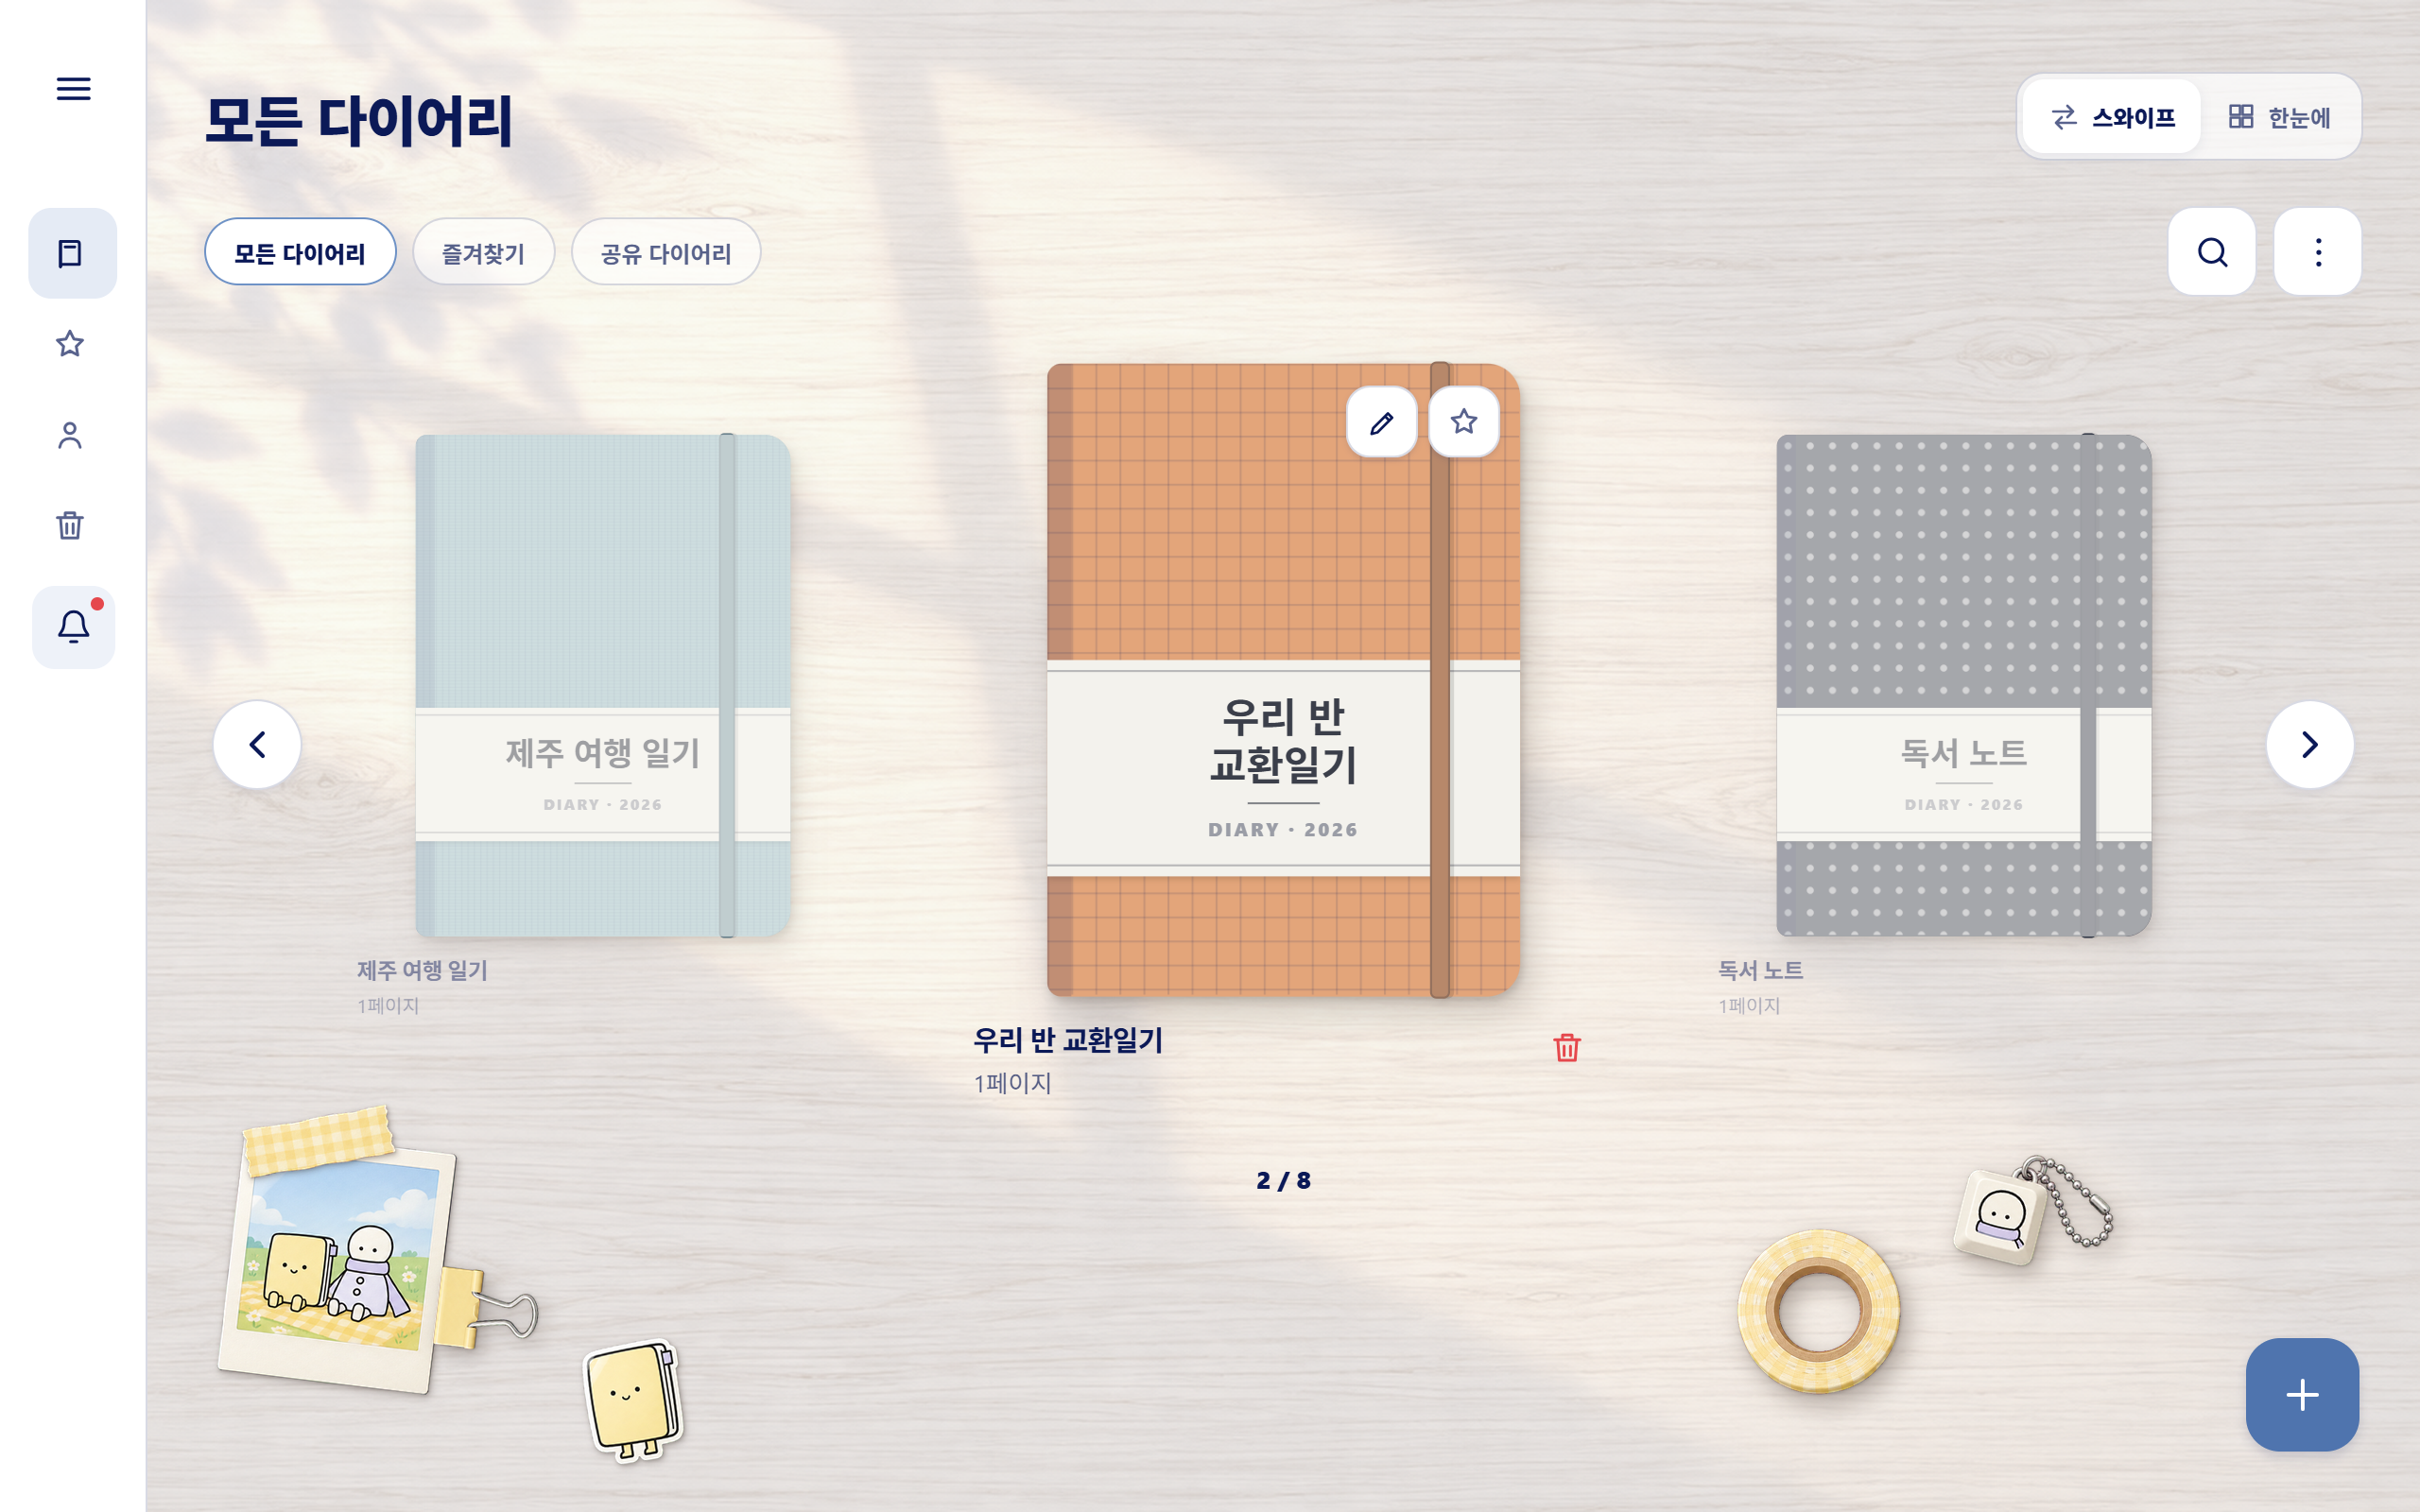 모든 다이어리
스와이프
한눈에
모든 다이어리
즐겨찾기
공유 다이어리
제주 여행 일기
DIARY · 2026
우리 반
교환일기
DIARY · 2026
독서 노트
DIARY · 2026
제주 여행 일기
1페이지
우리 반 교환일기
1페이지
독서 노트
1페이지
2 / 8